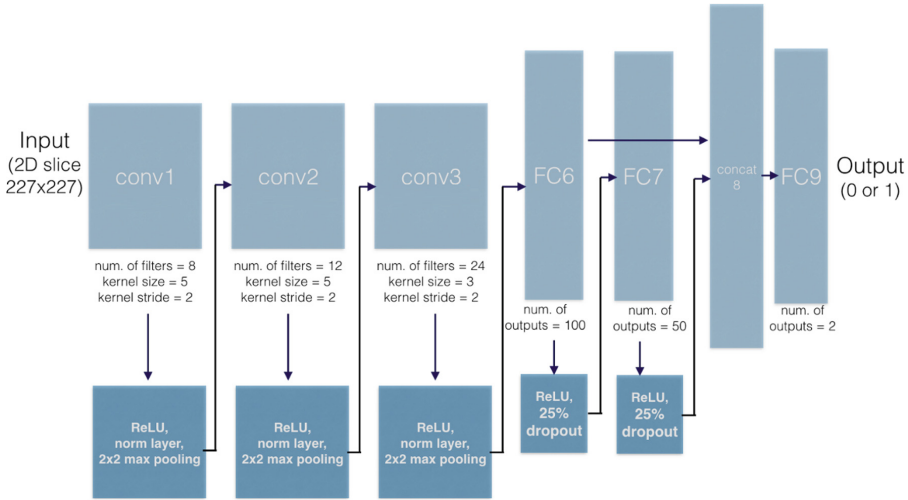 Input
(2D slice
227x227)
conv1
num. of filters = 8
kernel size = 5
kernel stride = 2
ReLU,
norm layer,
2x2 max pooling
conv2
num. of filters = 12
kernel size = 5
kernel stride = 2
ReLU,
norm layer,
2x2 max pooling
conv3
num. of filters = 24
kernel size = 3
kernel stride = 2
ReLU,
norm layer,
2x2 max pooling
FC6
num. of
outputs = 100
ReLU,
25%
dropout
FC7
num. of
outputs = 50
ReLU,
25%
dropout
concat
8
FC9
num. of
outputs = 2
Output
(0 or 1)